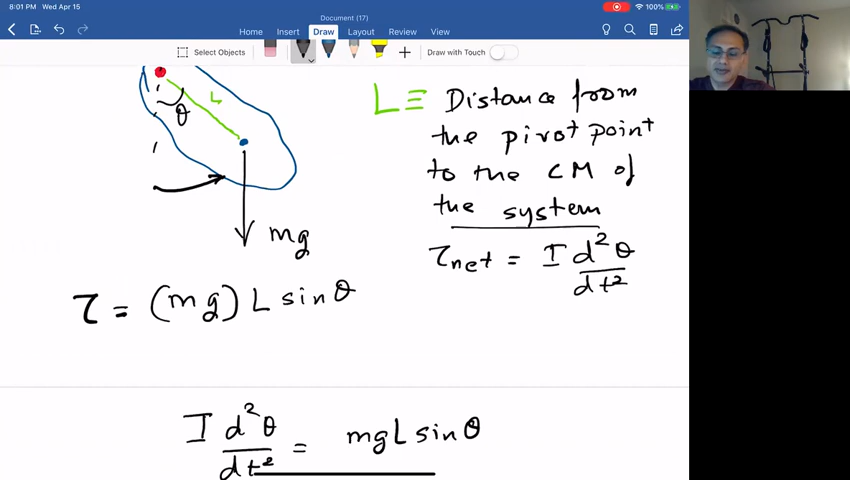 8:01 PM Wed Apr 15
100%
Document (17)
Home Insert Draw Layout Review View
Select Objects
Draw with Touch
θ
L
mg
L ≡ Distance from
the pivot point
to the CM of
the system
τnet = I d²θ/dt²
τ = (mg) L sinθ
I d²θ/dt² = mgL sinθ